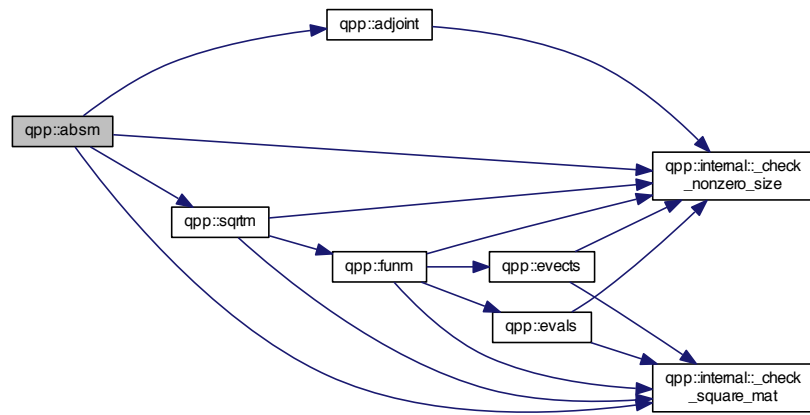 qpp::adjoint
qpp::absm
qpp::internal::_check
_nonzero_size
qpp::sqrtm
qpp::funm
qpp::evects
qpp::evals
qpp::internal::_check
_square_mat